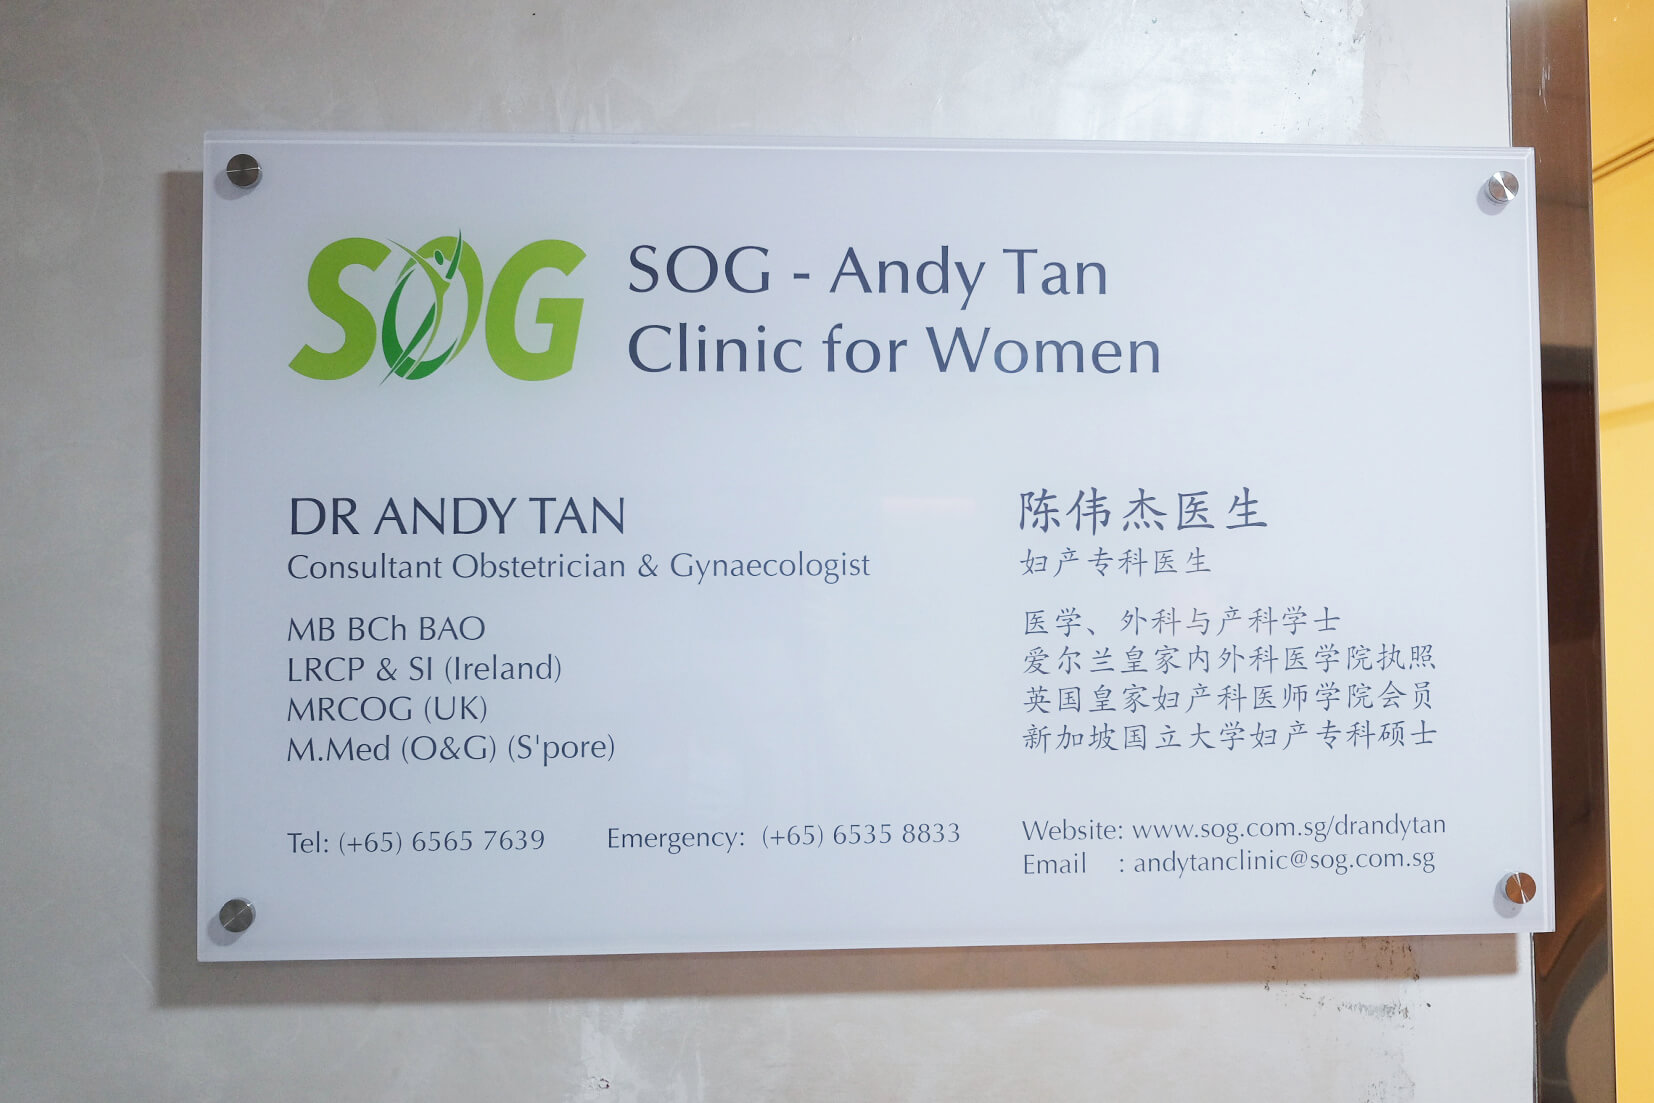 SOG
SOG - Andy Tan
Clinic for Women
DR ANDY TAN
Consultant Obstetrician & Gynaecologist
MB BCh BAO
LRCP & SI (Ireland)
MRCOG (UK)
M.Med (O&G) (S'pore)
陈伟杰医生
妇产专科医生
医学、外科与产科学士
爱尔兰皇家内外科医学院执照
英国皇家妇产科医师学院会员
新加坡国立大学妇产专科硕士
Tel: (+65) 6565 7639
Emergency: (+65) 6535 8833
Website: www.sog.com.sg/drandytan
Email : andytanclinic@sog.com.sg